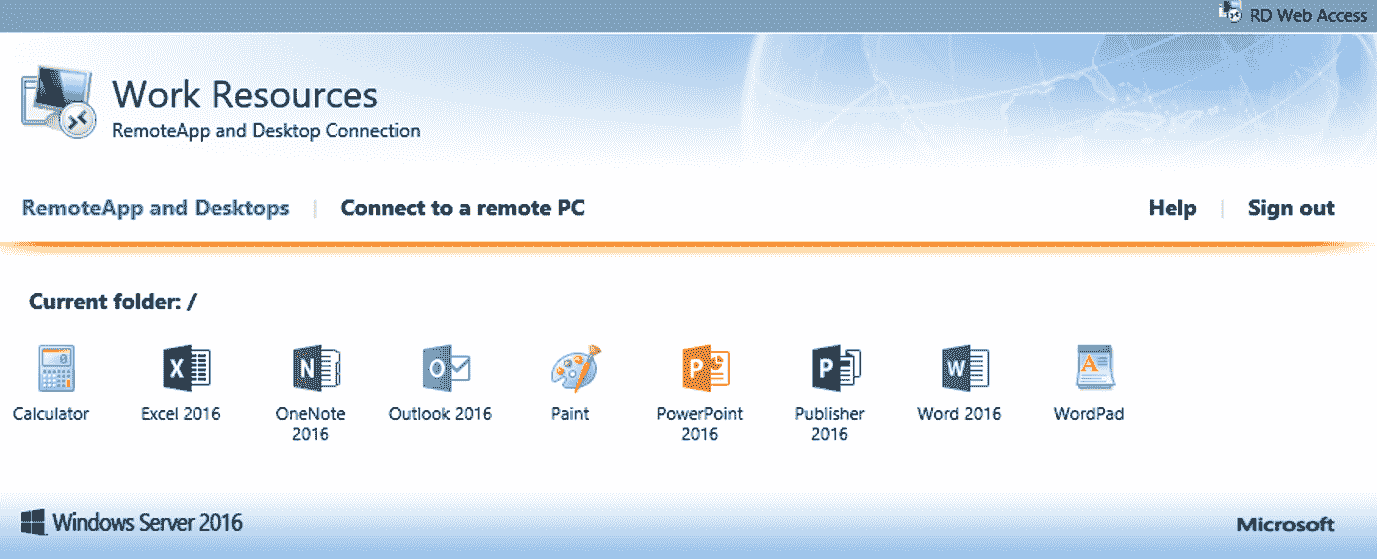 RD Web Access
Work Resources
RemoteApp and Desktop Connection
RemoteApp and Desktops | Connect to a remote PC
Help | Sign out
Current folder: /
Calculator
Excel 2016
OneNote
2016
Outlook 2016
Paint
PowerPoint
2016
Publisher
2016
Word 2016
WordPad
Windows Server 2016
Microsoft